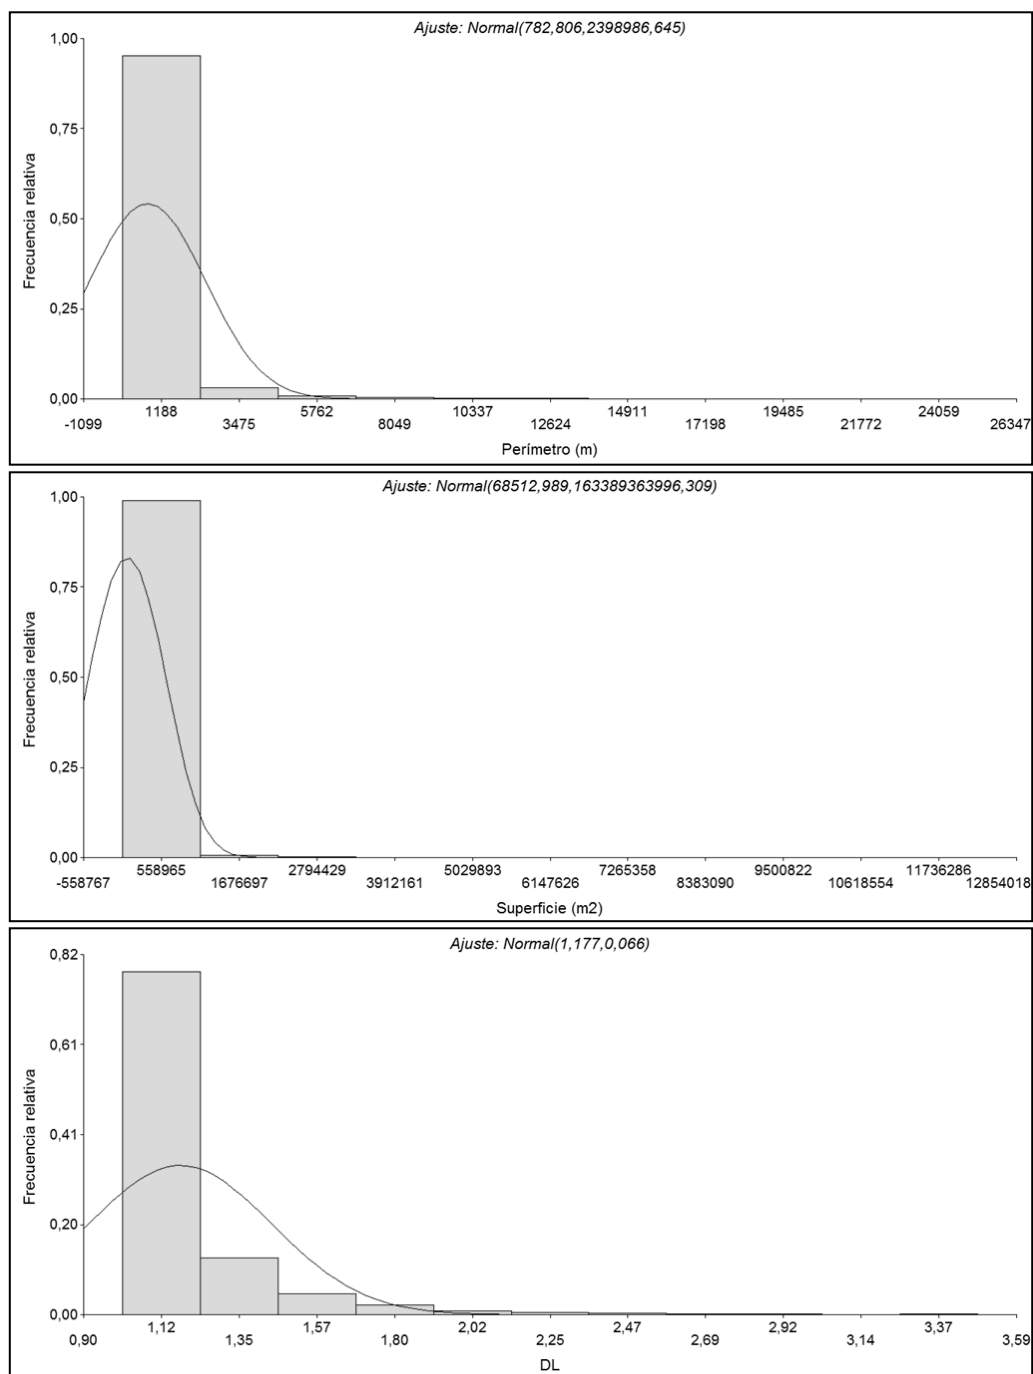 Ajuste: Normal(782,806,2398986,645)
1,00
0,75
0,50
0,25
0,00
Frecuencia relativa
1188 5762 10337 14911 19485 24059
-1099 3475 8049 12624 17198 21772 26347
Perímetro (m)
Ajuste: Normal(68512,989,163389363996,309)
1,00
0,75
0,50
0,25
0,00
Frecuencia relativa
558965 2794429 5029893 7265358 9500822 11736286
-558767 1676697 3912161 6147626 8383090 10618554 12854018
Superficie (m2)
Ajuste: Normal(1,177,0,066)
0,82
0,61
0,41
0,20
0,00
Frecuencia relativa
1,12 1,57 2,02 2,47 2,92 3,37
0,90 1,35 1,80 2,25 2,69 3,14 3,59
DL